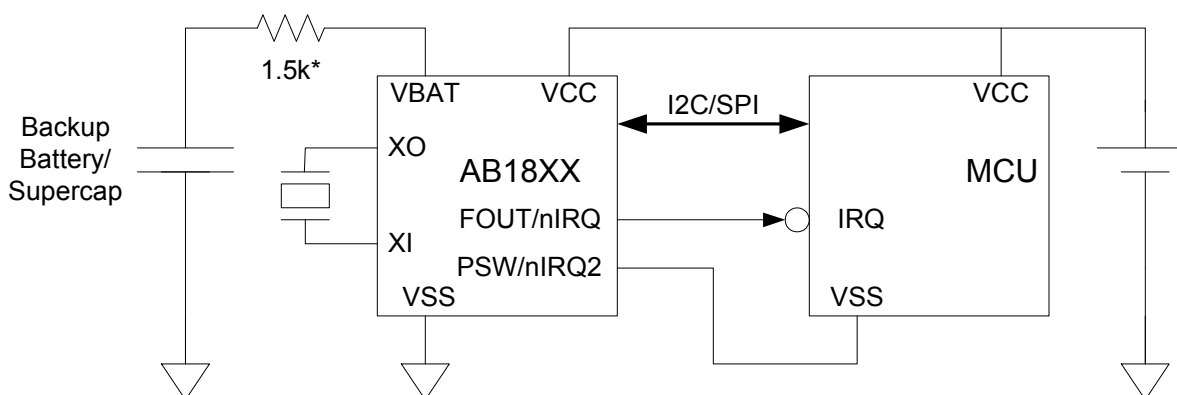 1.5k*
VBAT
VCC
I2C/SPI
VCC
Backup
Battery/
Supercap
XO
AB18XX
MCU
FOUT/nIRQ
IRQ
XI
PSW/nIRQ2
VSS
VSS